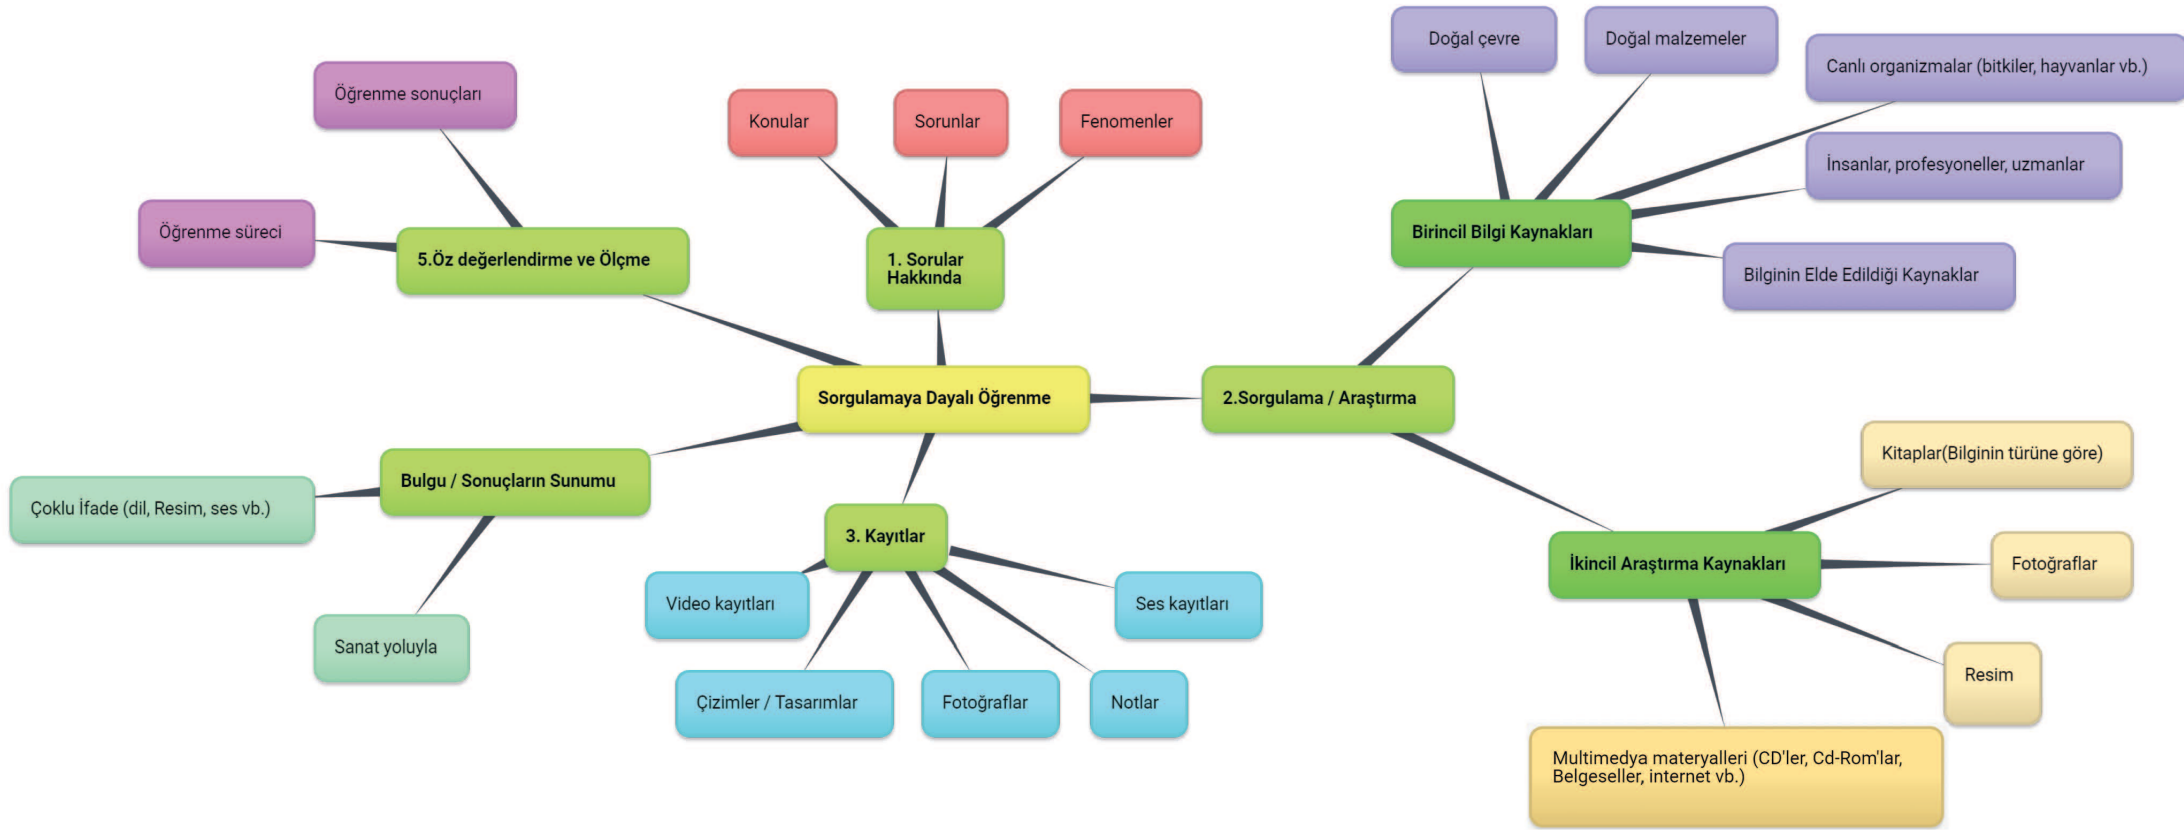 Doğal çevre
Doğal malzemeler
Canlı organizmalar (bitkiler, hayvanlar vb.)
Öğrenme sonuçları
Konular
Sorunlar
Fenomenler
İnsanlar, profesyoneller, uzmanlar
Öğrenme süreci
5.Öz değerlendirme ve Ölçme
1. Sorular
Hakkında
Birincil Bilgi Kaynakları
Bilginin Elde Edildiği Kaynaklar
Sorgulamaya Dayalı Öğrenme
2.Sorgulama / Araştırma
Kitaplar(Bilginin türüne göre)
Bulgu / Sonuçların Sunumu
Çoklu İfade (dil, Resim, ses vb.)
3. Kayıtlar
İkincil Araştırma Kaynakları
Fotoğraflar
Video kayıtları
Ses kayıtları
Sanat yoluyla
Resim
Çizimler / Tasarımlar
Fotoğraflar
Notlar
Multimedya materyalleri (CD'ler, Cd-Rom'lar,
Belgeseller, internet vb.)